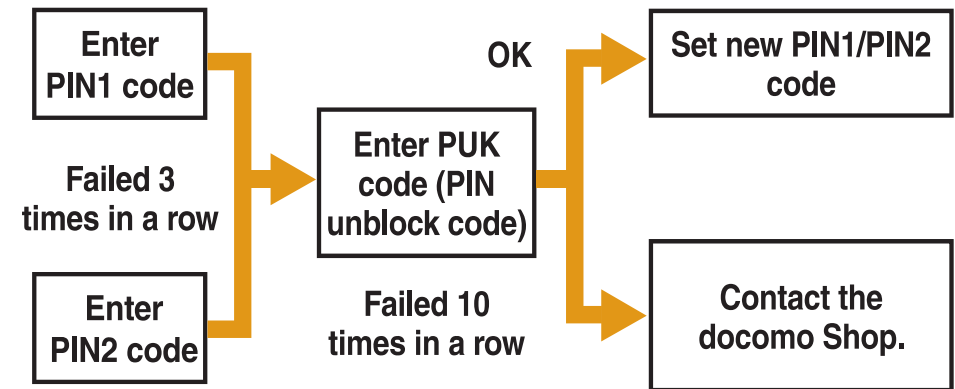 Enter
PIN1 code
Failed 3
times in a row
Enter
PIN2 code
Enter PUK
code (PIN
unblock code)
OK
Failed 10
times in a row
Set new PIN1/PIN2
code
Contact the
docomo Shop.